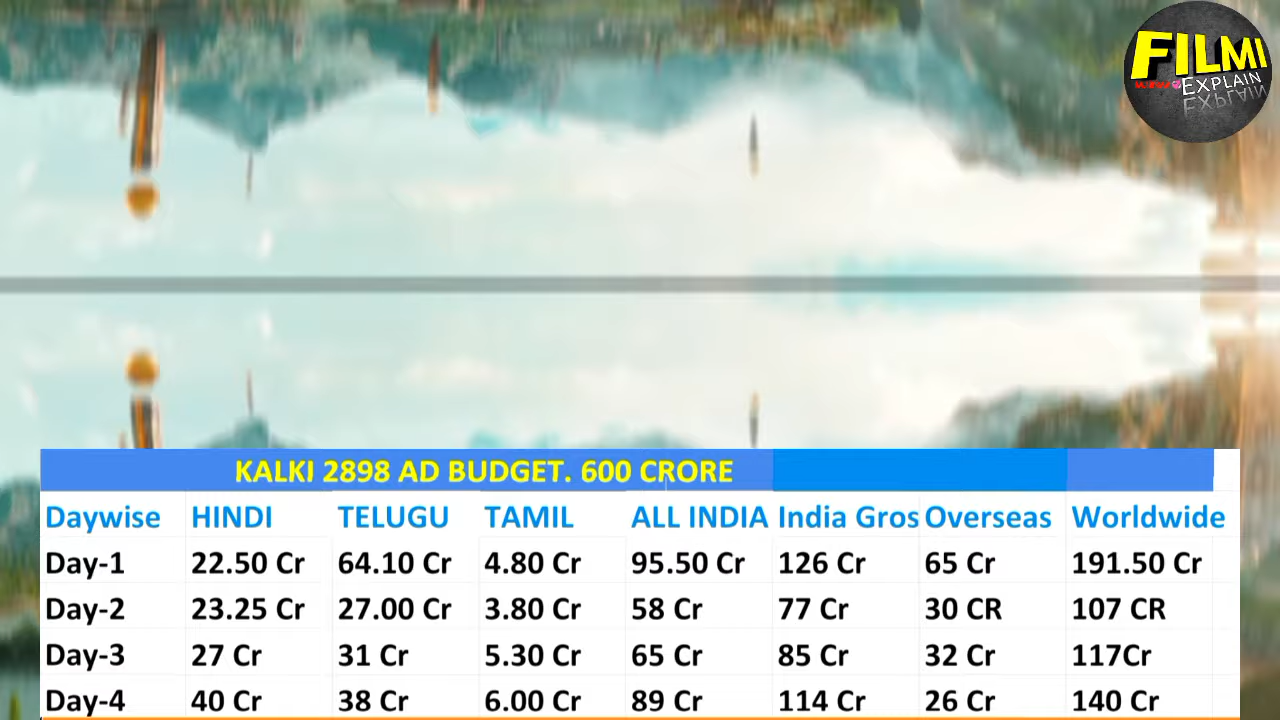 FILMI
EXPLAIN
KALKI 2898 AD BUDGET. 600 CRORE
Daywise HINDI TELUGU TAMIL ALL INDIA India Gros Overseas Worldwide
Day-1 22.50 Cr 64.10 Cr 4.80 Cr 95.50 Cr 126 Cr 65 Cr 191.50 Cr
Day-2 23.25 Cr 27.00 Cr 3.80 Cr 58 Cr 77 Cr 30 CR 107 CR
Day-3 27 Cr 31 Cr 5.30 Cr 65 Cr 85 Cr 32 Cr 117Cr
Day-4 40 Cr 38 Cr 6.00 Cr 89 Cr 114 Cr 26 Cr 140 Cr